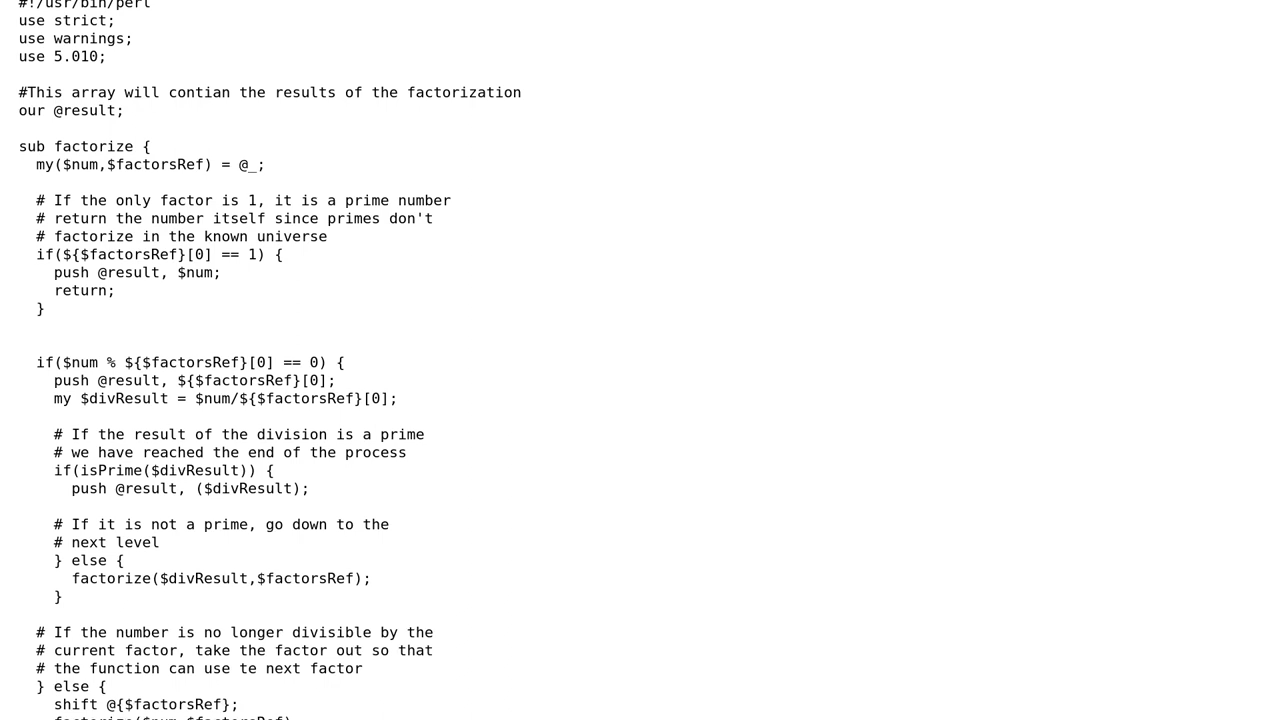 #!/usr/bin/perl
use strict;
use warnings;
use 5.010;

#This array will contian the results of the factorization
our @result;

sub factorize {
  my($num,$factorsRef) = @_;

  # If the only factor is 1, it is a prime number
  # return the number itself since primes don't
  # factorize in the known universe
  if(${$factorsRef}[0] == 1) {
    push @result, $num;
    return;
  }


  if($num % ${$factorsRef}[0] == 0) {
    push @result, ${$factorsRef}[0];
    my $divResult = $num/${$factorsRef}[0];

    # If the result of the division is a prime
    # we have reached the end of the process
    if(isPrime($divResult)) {
      push @result, ($divResult);

    # If it is not a prime, go down to the
    # next level
    } else {
      factorize($divResult,$factorsRef);
    }

  # If the number is no longer divisible by the
  # current factor, take the factor out so that
  # the function can use te next factor
  } else {
    shift @{$factorsRef};
    factorize($num,$factorsRef)